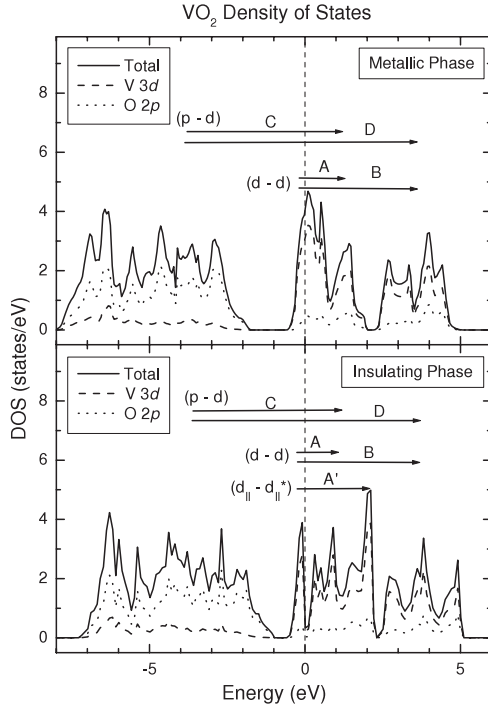 VO2 Density of States
Total
V 3d
O 2p
Metallic Phase
(p - d)
C
D
A
(d - d)
B
8
6
4
2
0
Total
V 3d
O 2p
Insulating Phase
(p - d)
C
D
A
(d - d)
B
(d|| - d||*)
A'
8
6
4
2
0
-5
0
5
DOS (states/eV)
Energy (eV)